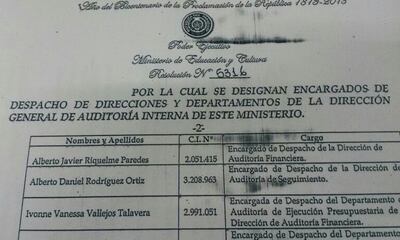 "Año del Bicentenario de la Proclamación de la República 1813-2013"
Poder Ejecutivo
Ministerio de Educación y Cultura
Resolución N° 5316
POR LA CUAL SE DESIGNAN ENCARGADOS DE
DESPACHO DE DIRECCIONES Y DEPARTAMENTOS DE LA DIRECCIÓN
GENERAL DE AUDITORÍA INTERNA DE ESTE MINISTERIO.
-2-
Nombres y Apellidos C.I. N° Cargo
Alberto Javier Riquelme Paredes 2.051.415 Encargado de Despacho de la Dirección de
Auditoría Financiera.
Alberto Daniel Rodríguez Ortiz 3.208.963 Encargado de Despacho de la Dirección de
Auditoría de Seguimiento.
Ivonne Vanessa Vallejos Talavera 2.991.051 Encargada de Despacho del Departamento de
Auditoría de Ejecución Presupuestaria de
Dirección de Auditoría Financiera.
Encargada de Despacho del Departamento